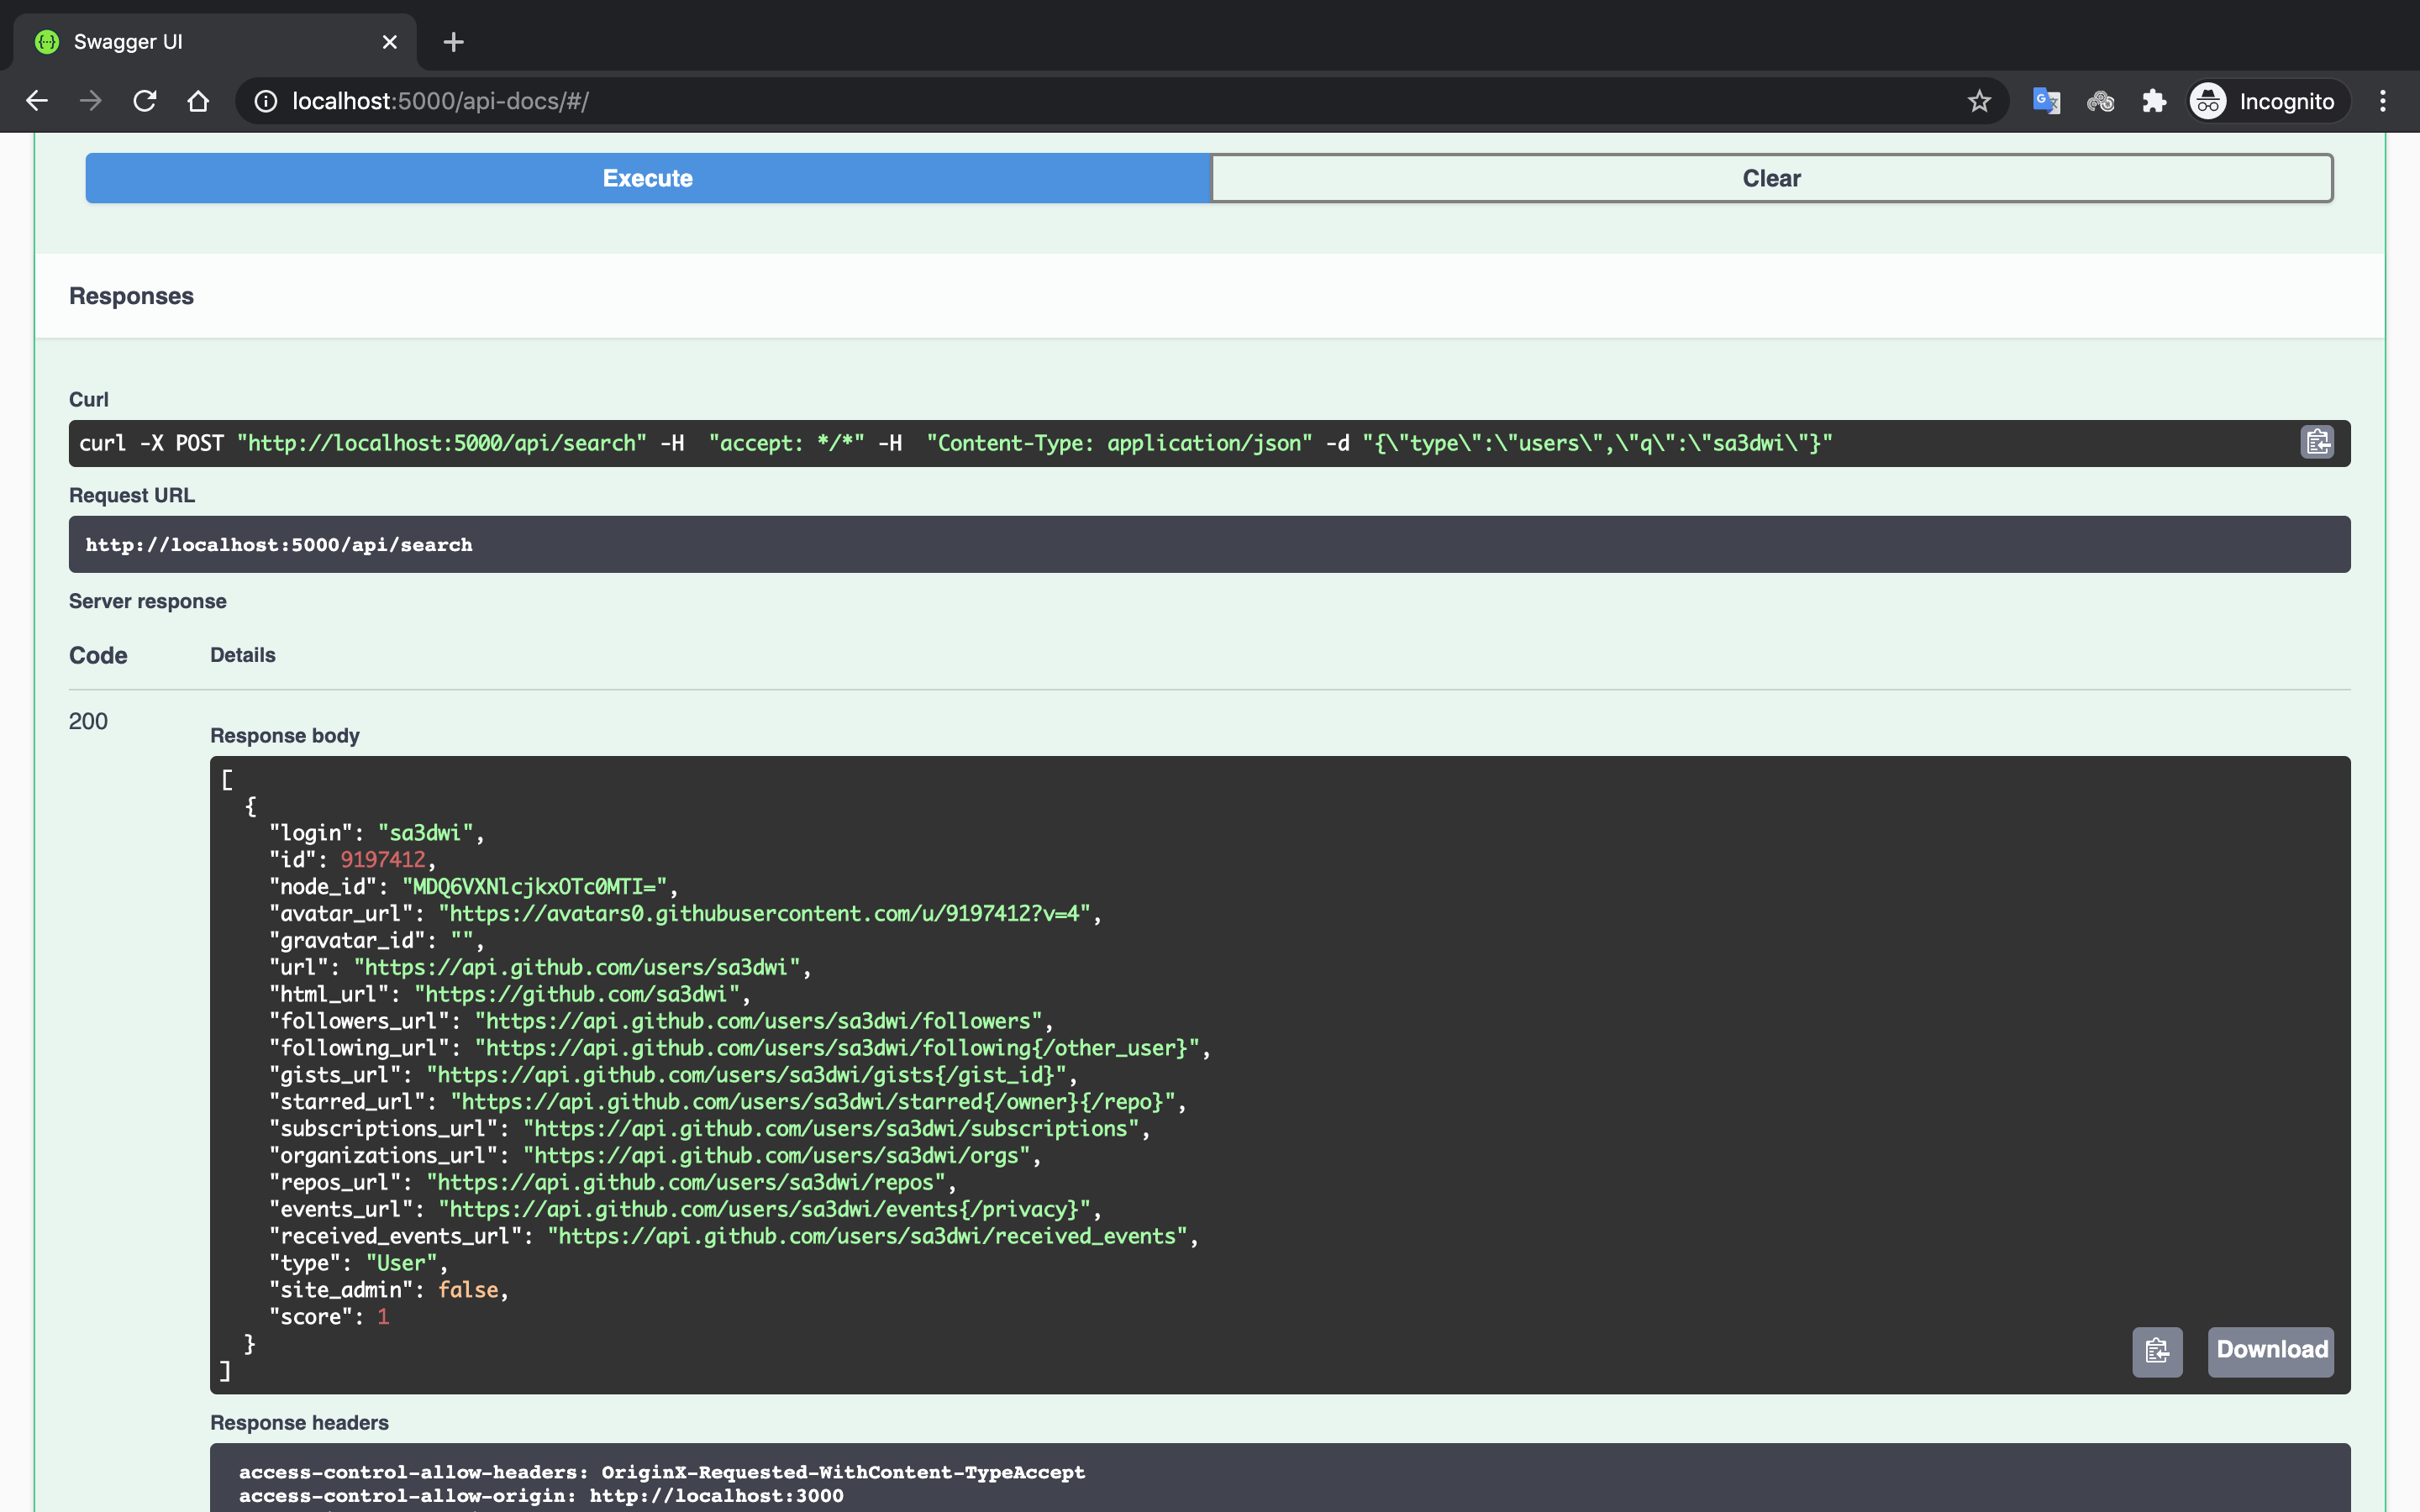 Swagger UI
localhost:5000/api-docs/#/
Incognito
Execute
Clear
Responses
Curl
curl -X POST "http://localhost:5000/api/search" -H  "accept: */*" -H  "Content-Type: application/json" -d "{\"type\":\"users\",\"q\":\"sa3dwi\"}"
Request URL
http://localhost:5000/api/search
Server response
Code Details
200
Response body
[
  {
    "login": "sa3dwi",
    "id": 9197412,
    "node_id": "MDQ6VXNlcjkxOTc0MTI=",
    "avatar_url": "https://avatars0.githubusercontent.com/u/9197412?v=4",
    "gravatar_id": "",
    "url": "https://api.github.com/users/sa3dwi",
    "html_url": "https://github.com/sa3dwi",
    "followers_url": "https://api.github.com/users/sa3dwi/followers",
    "following_url": "https://api.github.com/users/sa3dwi/following{/other_user}",
    "gists_url": "https://api.github.com/users/sa3dwi/gists{/gist_id}",
    "starred_url": "https://api.github.com/users/sa3dwi/starred{/owner}{/repo}",
    "subscriptions_url": "https://api.github.com/users/sa3dwi/subscriptions",
    "organizations_url": "https://api.github.com/users/sa3dwi/orgs",
    "repos_url": "https://api.github.com/users/sa3dwi/repos",
    "events_url": "https://api.github.com/users/sa3dwi/events{/privacy}",
    "received_events_url": "https://api.github.com/users/sa3dwi/received_events",
    "type": "User",
    "site_admin": false,
    "score": 1
  }
]
Download
Response headers
access-control-allow-headers: OriginX-Requested-WithContent-TypeAccept
access-control-allow-origin: http://localhost:3000